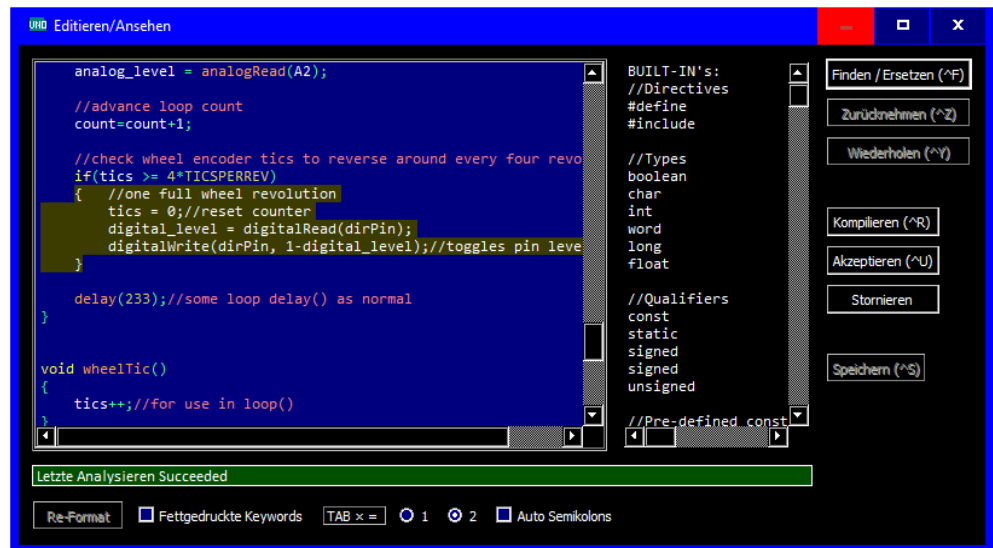 UNO Editieren/Ansehen
analog_level = analogRead(A2);
//advance loop count
count=count+1;
//check wheel encoder tics to reverse around every four revo
if(tics >= 4*TICSPERREV)
{ //one full wheel revolution
tics = 0;//reset counter
digital_level = digitalRead(dirPin);
digitalWrite(dirPin, 1-digital_level);//toggles pin leve
}
delay(233);//some loop delay() as normal
}
void wheelTic()
{
tics++;//for use in loop()
}
BUILT-IN's:
//Directives
#define
#include
//Types
boolean
char
int
word
long
float
//Qualifiers
const
static
signed
signed
unsigned
//Pre-defined const
Finden / Ersetzen (^F)
Zurücknehmen (^Z)
Wiederholen (^Y)
Kompilieren (^R)
Akzeptieren (^U)
Stornieren
Speichern (^S)
Letzte Analysieren Succeeded
Re-Format Fettgedruckte Keywords TAB × = 1 2 Auto Semikolons